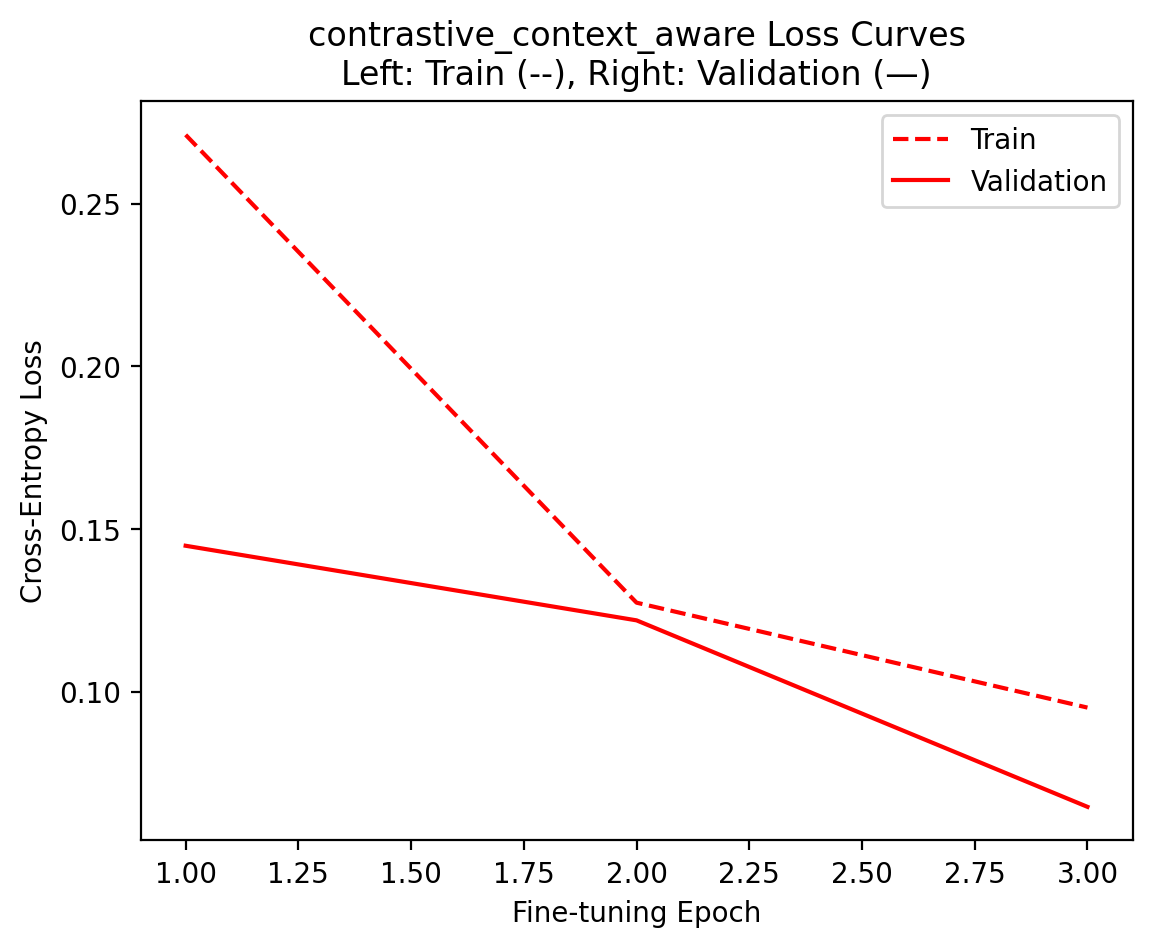 contrastive_context_aware Loss Curves
Left: Train (--), Right: Validation (—)
Train
Validation
Cross-Entropy Loss
0.25
0.20
0.15
0.10
1.00 1.25 1.50 1.75 2.00 2.25 2.50 2.75 3.00
Fine-tuning Epoch